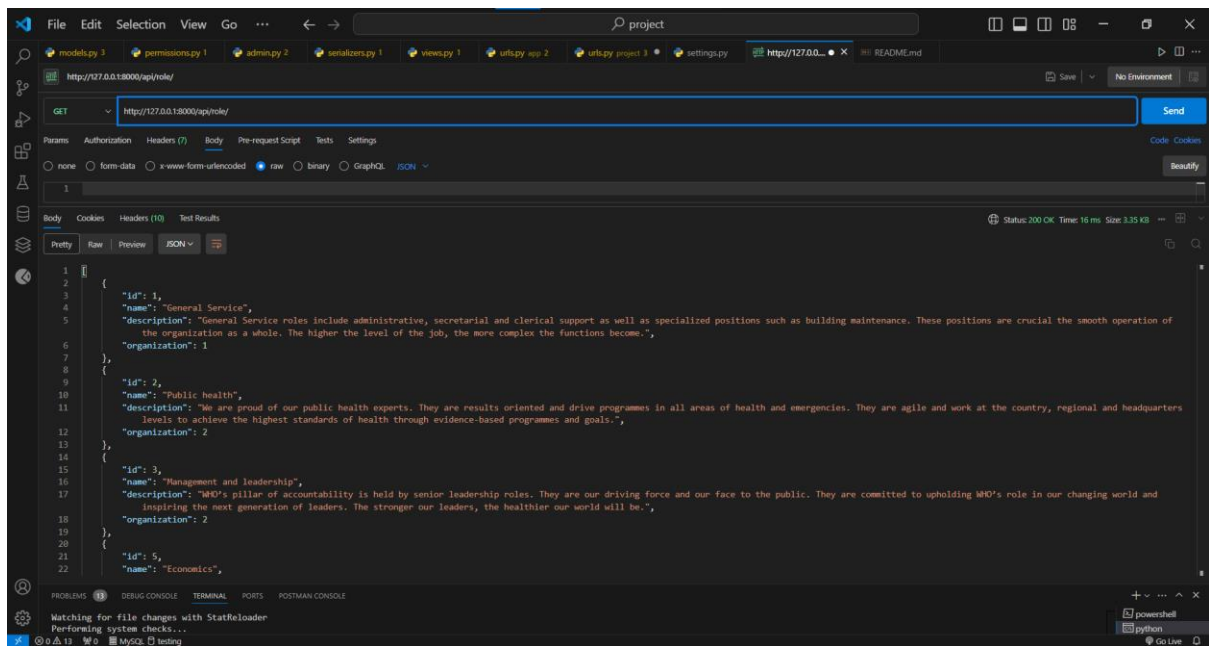 File Edit Selection View Go ··· ← → project
models.py 3 permissions.py 1 admin.py 2 serializers.py 1 views.py 1 urls.py app 2 urls.py project 3 settings.py http://127.0.0... README.md
http://127.0.0.1:8000/api/role/ Save No Environment
GET http://127.0.0.1:8000/api/role/ Send
Params Authorization Headers (7) Body Pre-request Script Tests Settings Code Cookies
none form-data x-www-form-urlencoded raw binary GraphQL JSON Beautify
1
Body Cookies Headers (10) Test Results Status: 200 OK Time: 16 ms Size: 3.35 KB ···
Pretty Raw Preview JSON
1 [
2 {
3 "id": 1,
4 "name": "General Service",
5 "description": "General Service roles include administrative, secretarial and clerical support as well as specialized positions such as building maintenance. These positions are crucial the smooth operation of
the organization as a whole. The higher the level of the job, the more complex the functions become.",
6 "organization": 1
7 },
8 {
9 "id": 2,
10 "name": "Public health",
11 "description": "We are proud of our public health experts. They are results oriented and drive programmes in all areas of health and emergencies. They are agile and work at the country, regional and headquarters
levels to achieve the highest standards of health through evidence-based programmes and goals.",
12 "organization": 2
13 },
14 {
15 "id": 3,
16 "name": "Management and leadership",
17 "description": "WHO's pillar of accountability is held by senior leadership roles. They are our driving force and our face to the public. They are committed to upholding WHO's role in our changing world and
inspiring the next generation of leaders. The stronger our leaders, the healthier our world will be.",
18 "organization": 2
19 },
20 {
21 "id": 5,
22 "name": "Economics",
PROBLEMS 13 DEBUG CONSOLE TERMINAL PORTS POSTMAN CONSOLE
Watching for file changes with StatReloader powershell
Performing system checks... python
0 13 0 MySQL testing Go Live